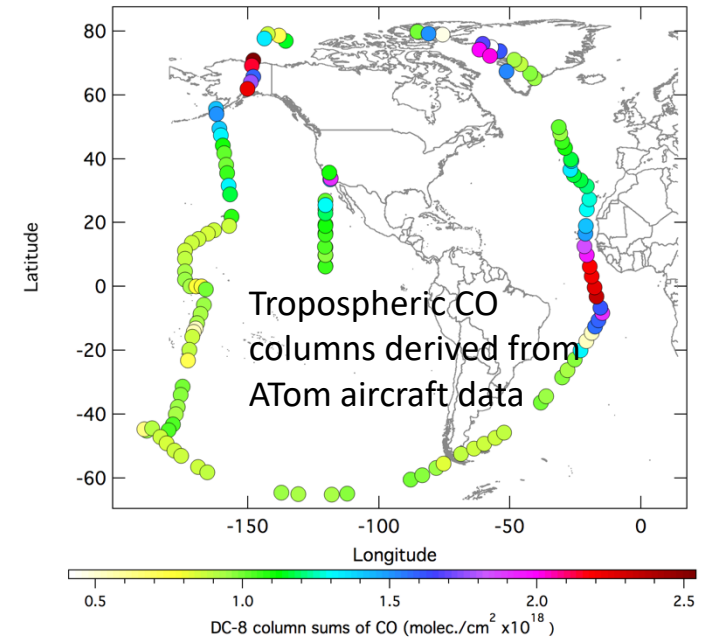 80
60
40
20
0
-20
-40
-60
Latitude
Tropospheric CO
columns derived from
ATom aircraft data
-150 -100 -50 0
Longitude
0.5 1.0 1.5 2.0 2.5
DC-8 column sums of CO (molec./cm² x10¹⁸)